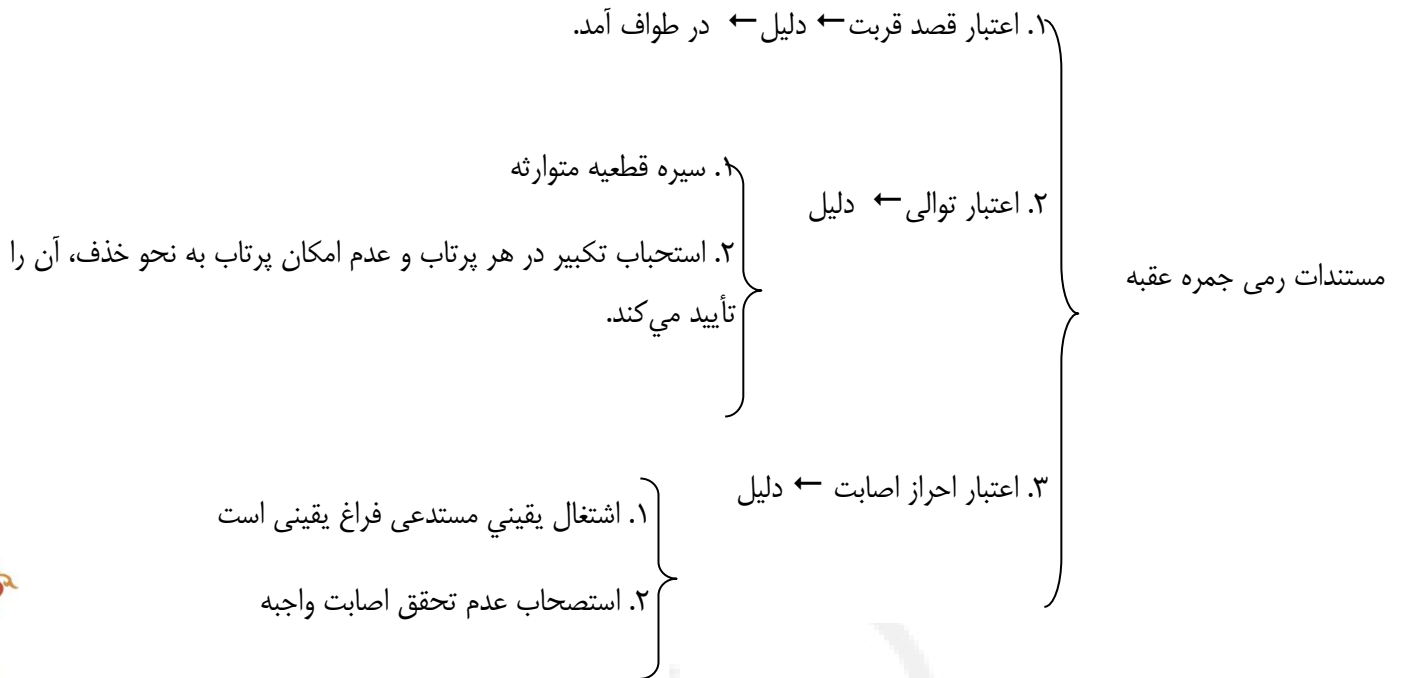 مستندات رمی جمره عقبه
۱. اعتبار قصد قربت← دلیل← در طواف آمد.
۲. اعتبار توالی← دلیل
۱. سیره قطعیه متوارثه
۲. استحباب تکبیر در هر پرتاب و عدم امکان پرتاب به نحو خذف، آن را
تأیید مي‌کند.
۳. اعتبار احراز اصابت ← دلیل
۱. اشتغال یقیني مستدعی فراغ یقینی است
۲. استصحاب عدم تحقق اصابت واجبه